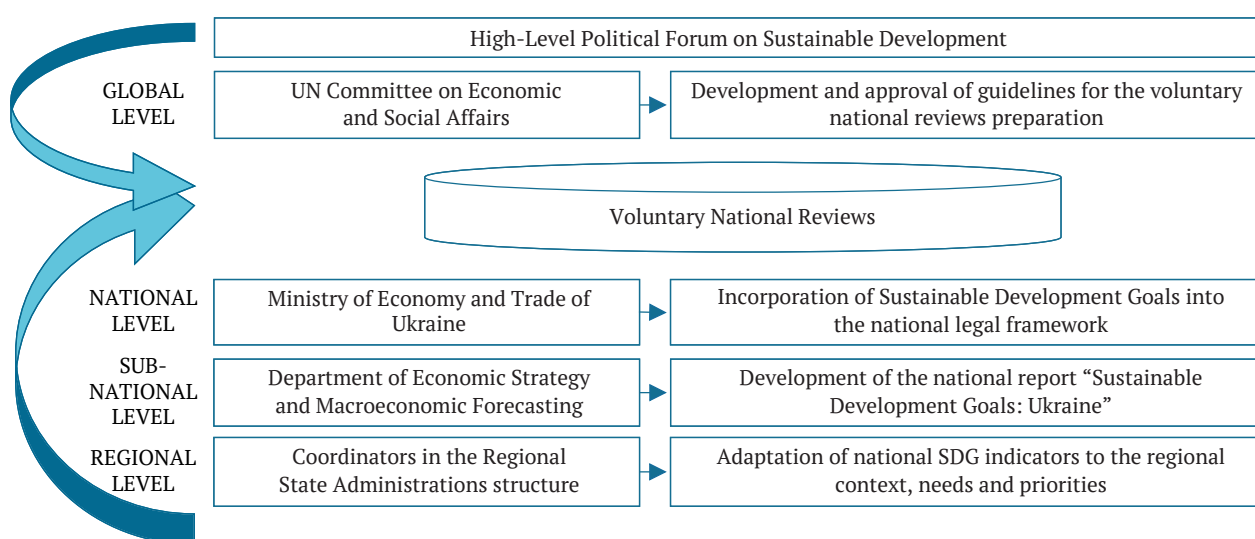 High-Level Political Forum on Sustainable Development
GLOBAL
LEVEL
UN Committee on Economic
and Social Affairs
Development and approval of guidelines for the voluntary
national reviews preparation
Voluntary National Reviews
NATIONAL
LEVEL
Ministry of Economy and Trade of
Ukraine
Incorporation of Sustainable Development Goals into
the national legal framework
SUB-
NATIONAL
LEVEL
Department of Economic Strategy
and Macroeconomic Forecasting
Development of the national report “Sustainable
Development Goals: Ukraine”
REGIONAL
LEVEL
Coordinators in the Regional
State Administrations structure
Adaptation of national SDG indicators to the regional
context, needs and priorities